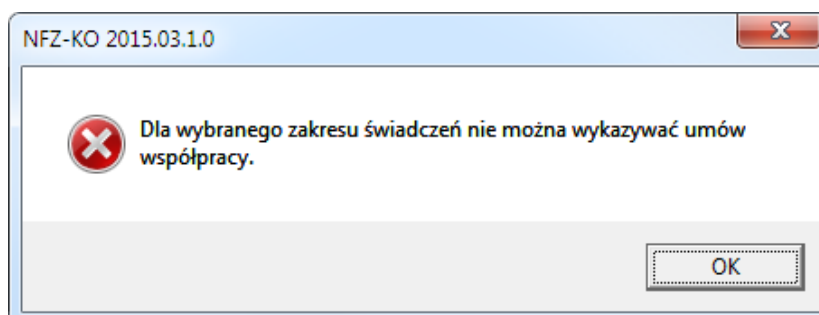 NFZ-KO 2015.03.1.0
Dla wybranego zakresu świadczeń nie można wykazywać umów
współpracy.
OK